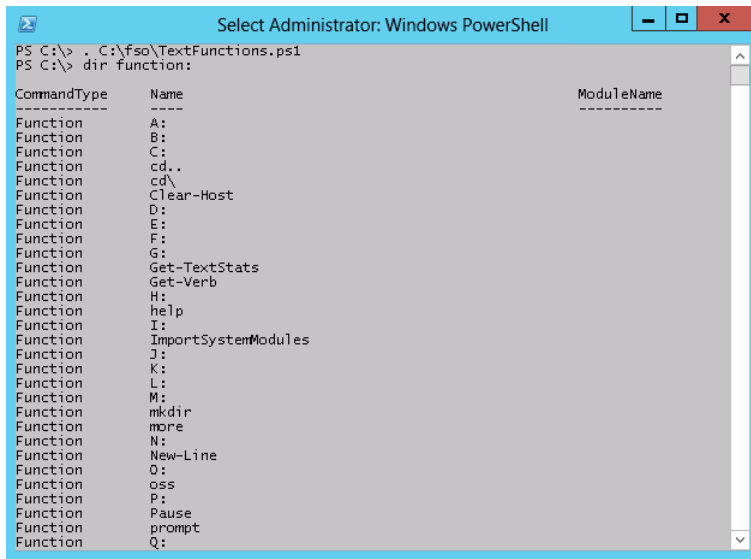 Select Administrator: Windows PowerShell
PS C:\> . C:\fso\TextFunctions.ps1
PS C:\> dir function:
CommandType Name ModuleName
----------- ---- ----------
Function A:
Function B:
Function C:
Function cd..
Function cd\
Function Clear-Host
Function D:
Function E:
Function F:
Function G:
Function Get-TextStats
Function Get-Verb
Function H:
Function help
Function I:
Function ImportSystemModules
Function J:
Function K:
Function L:
Function M:
Function mkdir
Function more
Function N:
Function New-Line
Function O:
Function oss
Function P:
Function Pause
Function prompt
Function Q: